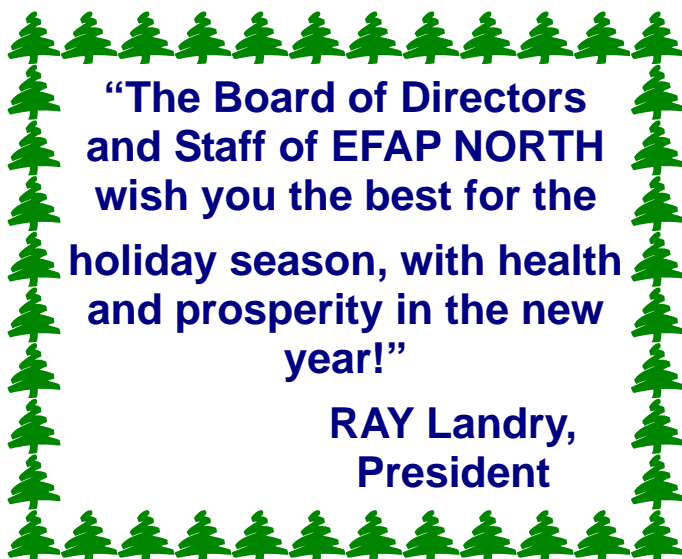 “The Board of Directors
and Staff of EFAP NORTH
wish you the best for the
holiday season, with health
and prosperity in the new
year!”
RAY Landry,
President